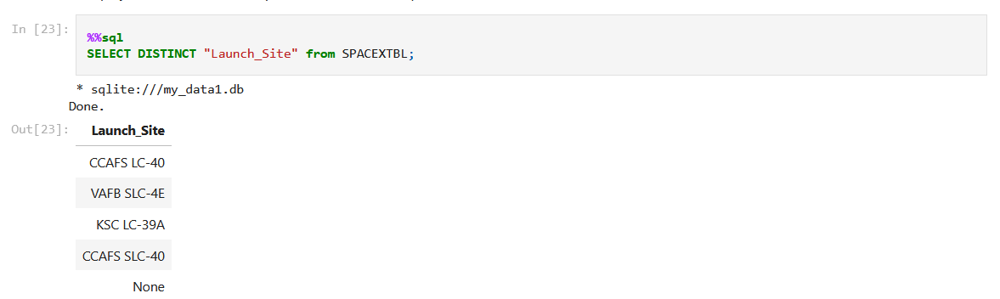 In [23]:
%%sql
SELECT DISTINCT "Launch_Site" from SPACEXTBL;
* sqlite:///my_data1.db
Done.
Out[23]:
Launch_Site
CCAFS LC-40
VAFB SLC-4E
KSC LC-39A
CCAFS SLC-40
None